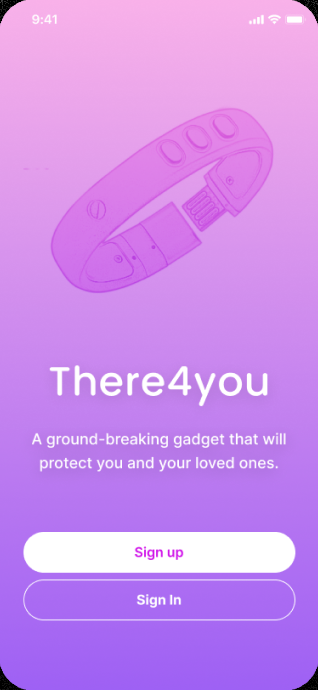 9:41
There4you
A ground-breaking gadget that will
protect you and your loved ones.
Sign up
Sign In